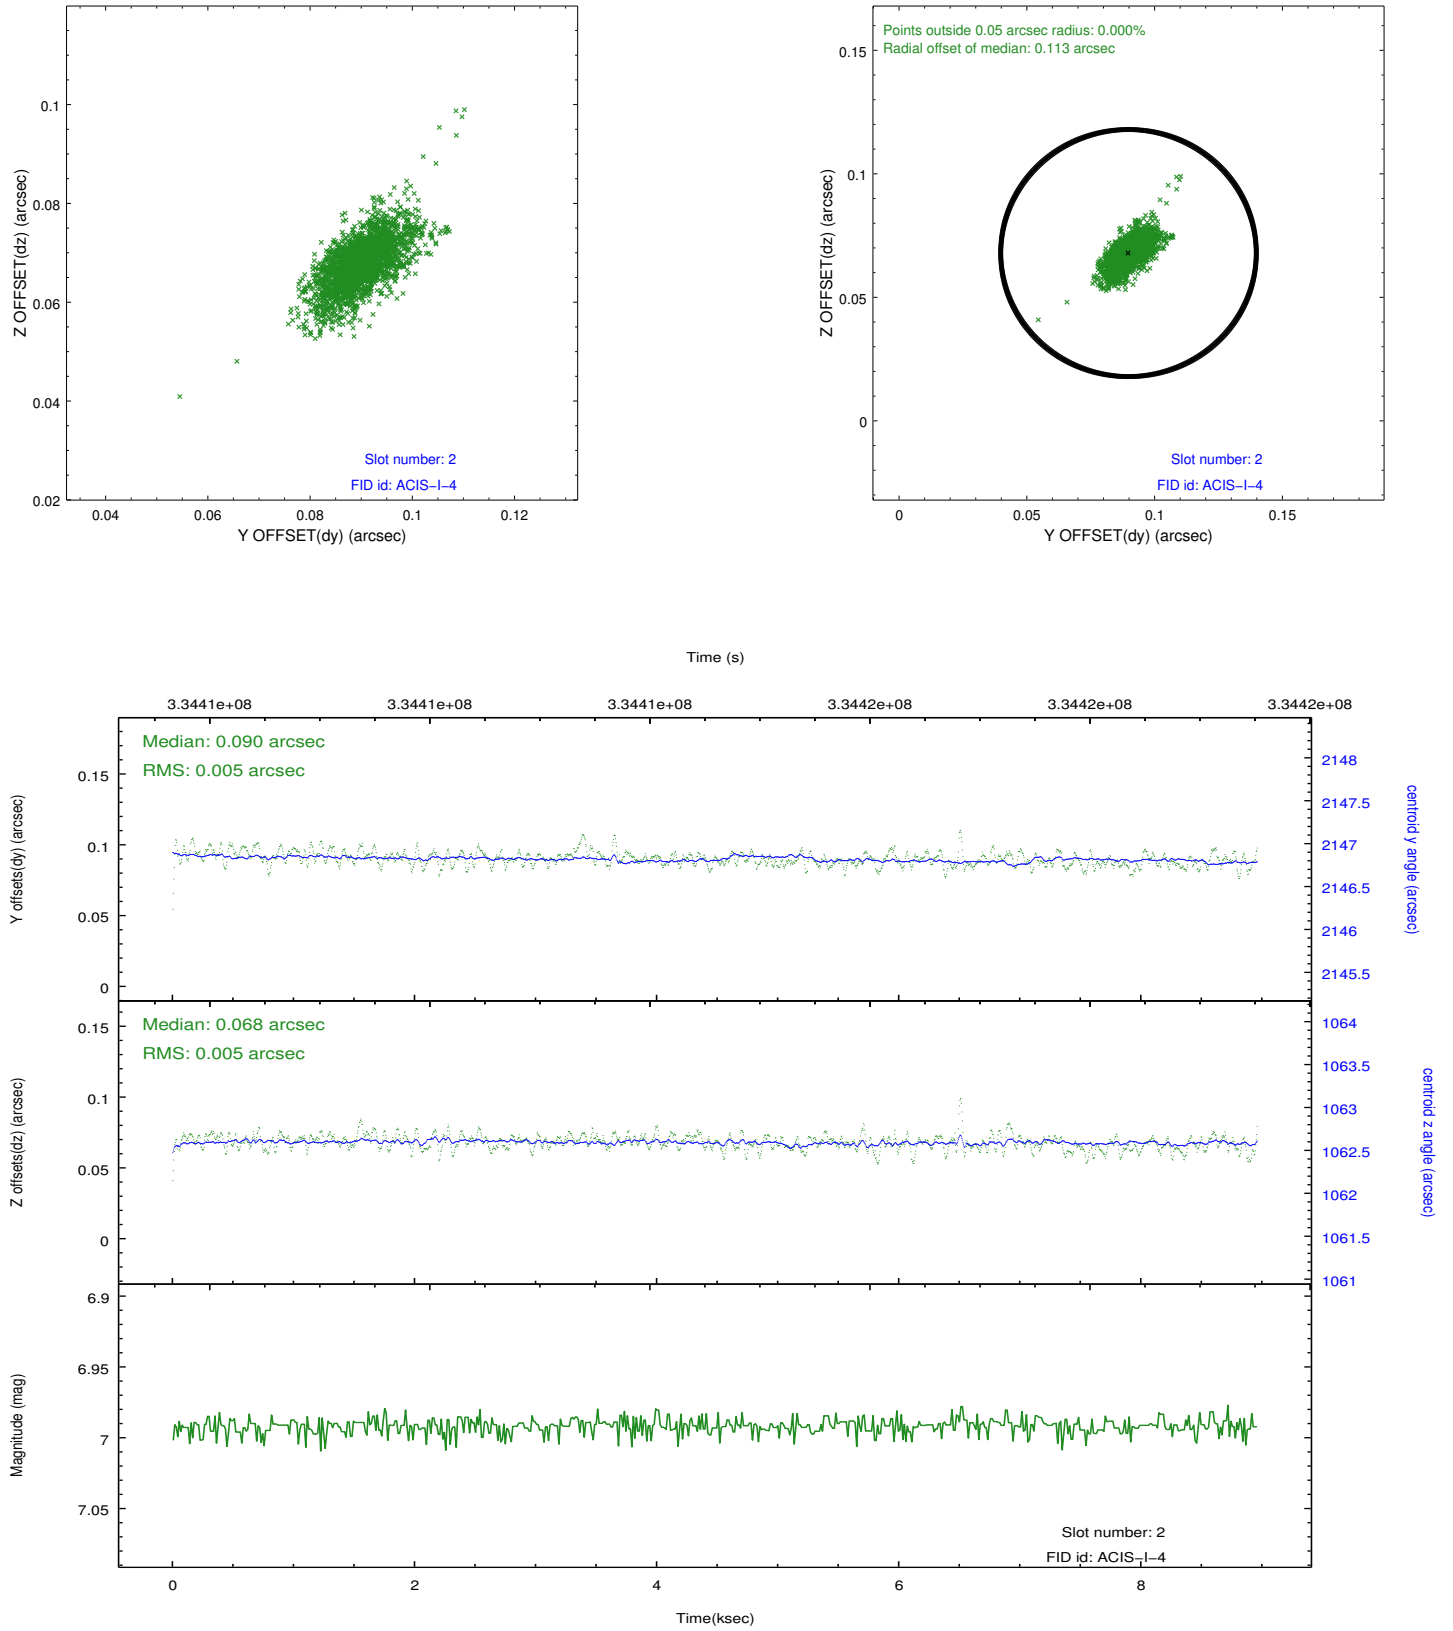 0.1
0.08
0.06
0.04
0.02
Z OFFSET(dz) (arcsec)
0.04 0.06 0.08 0.1 0.12
Y OFFSET(dy) (arcsec)
Slot number: 2
FID id: ACIS−I−4
Points outside 0.05 arcsec radius: 0.000%
Radial offset of median: 0.113 arcsec
0.15
0.1
0.05
0
Z OFFSET(dz) (arcsec)
0 0.05 0.1 0.15
Y OFFSET(dy) (arcsec)
Slot number: 2
FID id: ACIS−I−4
Time (s)
3.3441e+08 3.3441e+08 3.3441e+08 3.3442e+08 3.3442e+08 3.3442e+08
Median: 0.090 arcsec
RMS: 0.005 arcsec
0.15
0.1
0.05
0
Y offsets(dy) (arcsec)
2148
2147.5
2147
2146.5
2146
2145.5
centroid y angle (arcsec)
Median: 0.068 arcsec
RMS: 0.005 arcsec
0.15
0.1
0.05
0
Z offsets(dz) (arcsec)
1064
1063.5
1063
1062.5
1062
1061.5
1061
centroid z angle (arcsec)
6.9
6.95
7
7.05
Magnitude (mag)
Slot number: 2
FID id: ACIS−I−4
0 2 4 6 8
Time(ksec)